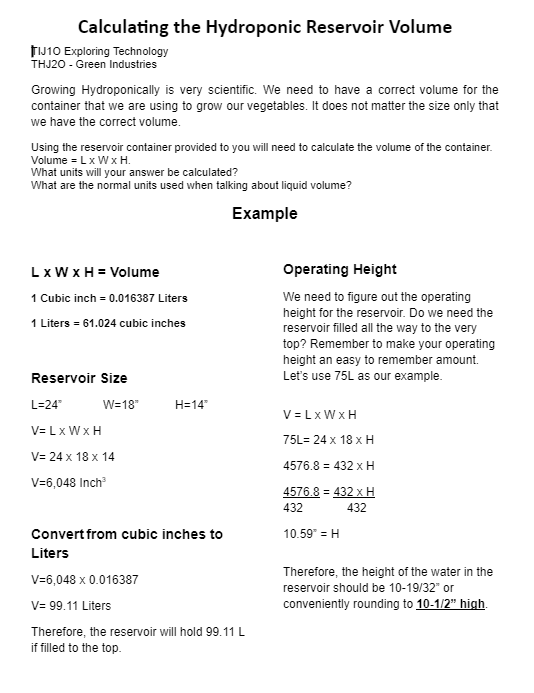 Calculating the Hydroponic Reservoir Volume
TIJ1O Exploring Technology
THJ2O - Green Industries
Growing Hydroponically is very scientific. We need to have a correct volume for the
container that we are using to grow our vegetables. It does not matter the size only that
we have the correct volume.
Using the reservoir container provided to you will need to calculate the volume of the container.
Volume = L x W x H.
What units will your answer be calculated?
What are the normal units used when talking about liquid volume?
Example
L x W x H = Volume
1 Cubic inch = 0.016387 Liters
1 Liters = 61.024 cubic inches
Reservoir Size
L=24" W=18" H=14"
V= L x W x H
V= 24 x 18 x 14
V=6,048 Inch³
Convert from cubic inches to
Liters
V=6,048 x 0.016387
V= 99.11 Liters
Therefore, the reservoir will hold 99.11 L
if filled to the top.
Operating Height
We need to figure out the operating
height for the reservoir. Do we need the
reservoir filled all the way to the very
top? Remember to make your operating
height an easy to remember amount.
Let's use 75L as our example.
V = L x W x H
75L= 24 x 18 x H
4576.8 = 432 x H
4576.8 = 432 x H
432 432
10.59" = H
Therefore, the height of the water in the
reservoir should be 10-19/32" or
conveniently rounding to 10-1/2" high.